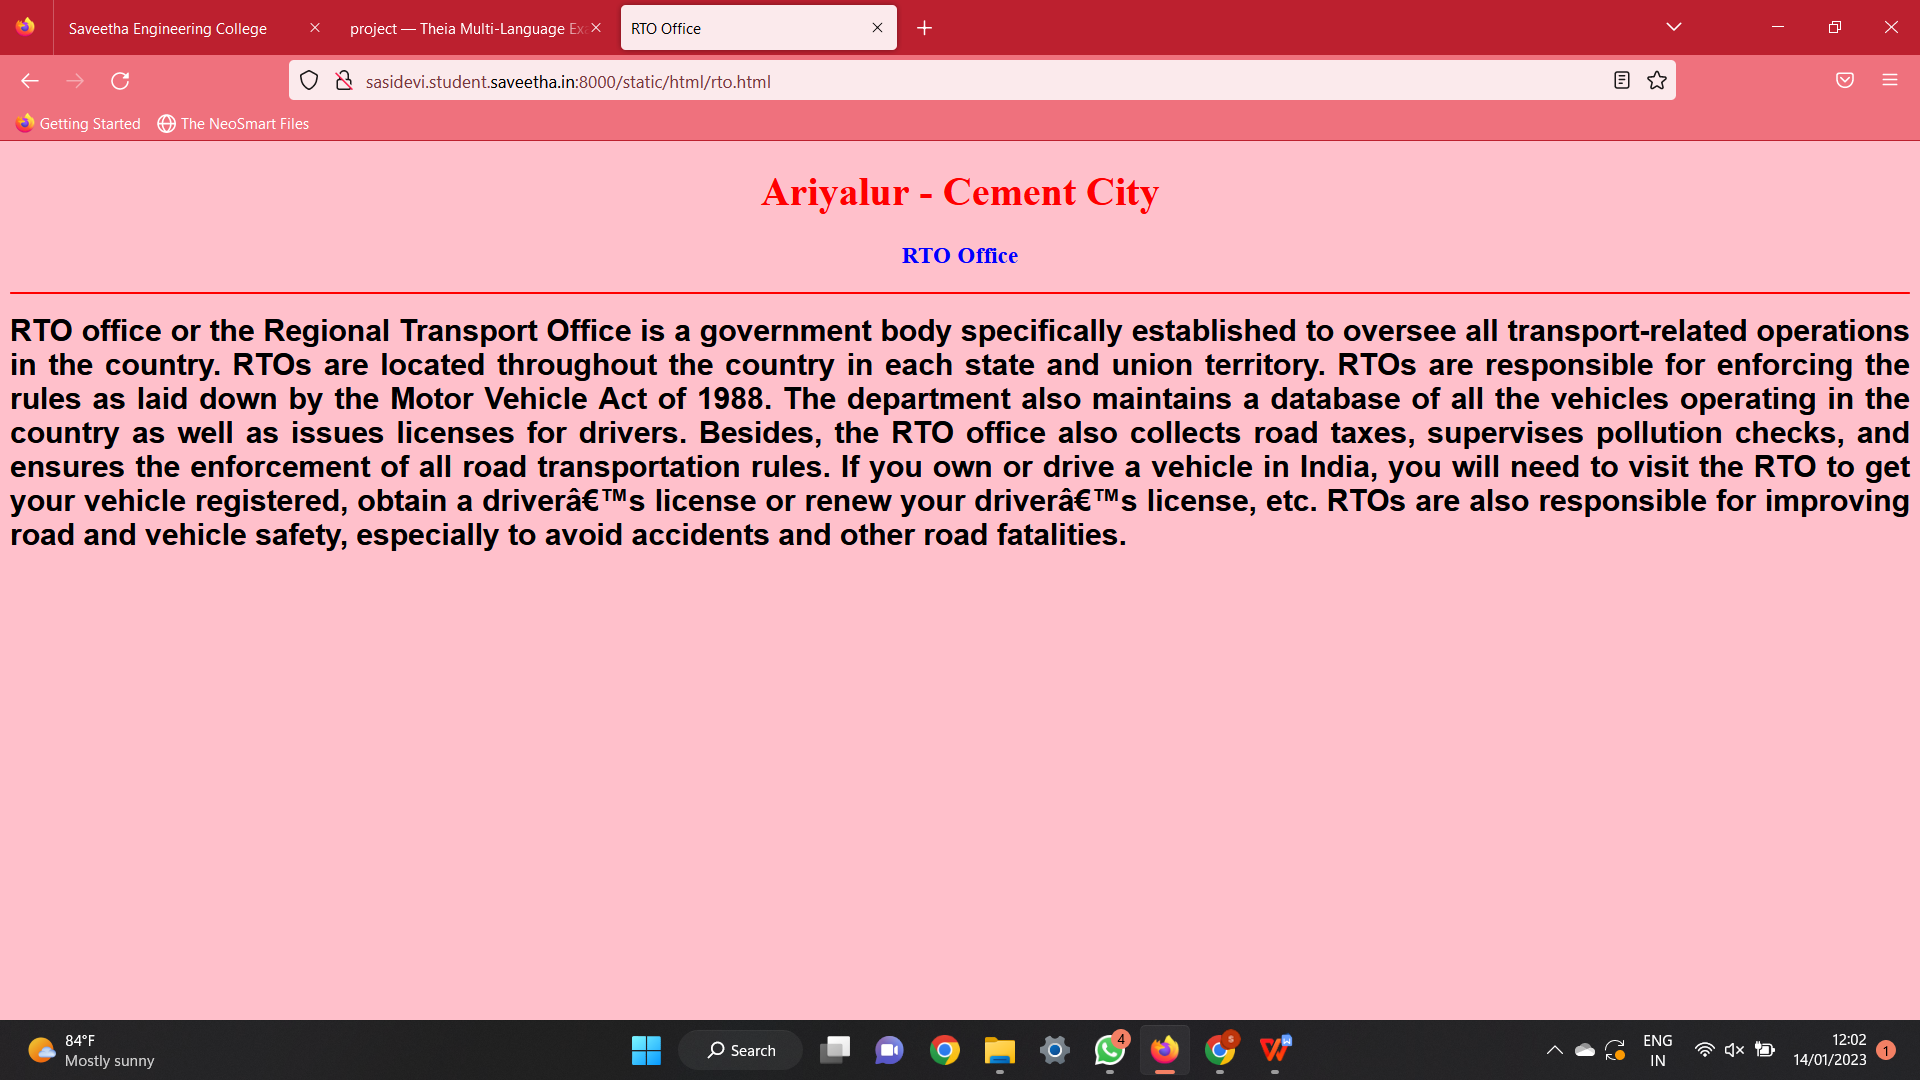 Saveetha Engineering College
project — Theia Multi-Language Ex
RTO Office
sasidevi.student.saveetha.in:8000/static/html/rto.html
Getting Started
The NeoSmart Files
Ariyalur - Cement City
RTO Office
RTO office or the Regional Transport Office is a government body specifically established to oversee all transport-related operations
in the country. RTOs are located throughout the country in each state and union territory. RTOs are responsible for enforcing the
rules as laid down by the Motor Vehicle Act of 1988. The department also maintains a database of all the vehicles operating in the
country as well as issues licenses for drivers. Besides, the RTO office also collects road taxes, supervises pollution checks, and
ensures the enforcement of all road transportation rules. If you own or drive a vehicle in India, you will need to visit the RTO to get
your vehicle registered, obtain a driverâ€™s license or renew your driverâ€™s license, etc. RTOs are also responsible for improving
road and vehicle safety, especially to avoid accidents and other road fatalities.
84°F
Mostly sunny
Search
4
S
W
ENG
IN
12:02
14/01/2023
1